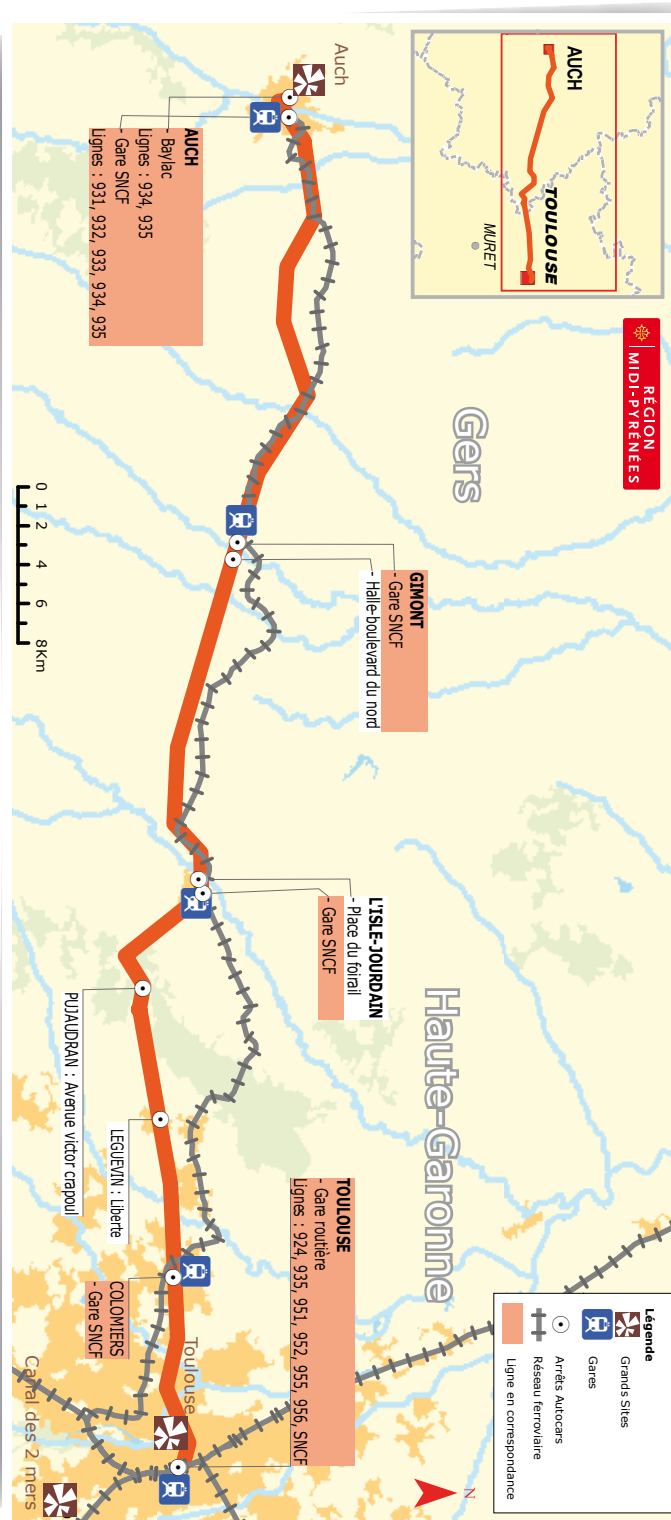 AUCH
TOULOUSE
MURET
RÉGION
MIDI-PYRÉNÉES
Gers
Haute-Garonne
Auch
AUCH
- Baylac
Lignes : 934, 935
- Gare SNCF
Lignes : 931, 932, 933, 934, 935
GIMONT
- Gare SNCF
- Halle-boulevard du nord
L'ISLE-JOURDAIN
- Place du foirail
- Gare SNCF
PUJAUDRAN : Avenue victor crapoul
LEGUEVIN : Liberte
COLOMIERS
- Gare SNCF
TOULOUSE
- Gare routière
Lignes : 924, 935, 951, 952, 955, 956, SNCF
Toulouse
Canal des 2 mers
0 1 2 4 6 8Km
N
Légende
Grands Sites
Gares
Arrêts Autocars
Réseau ferroviaire
Ligne en correspondance